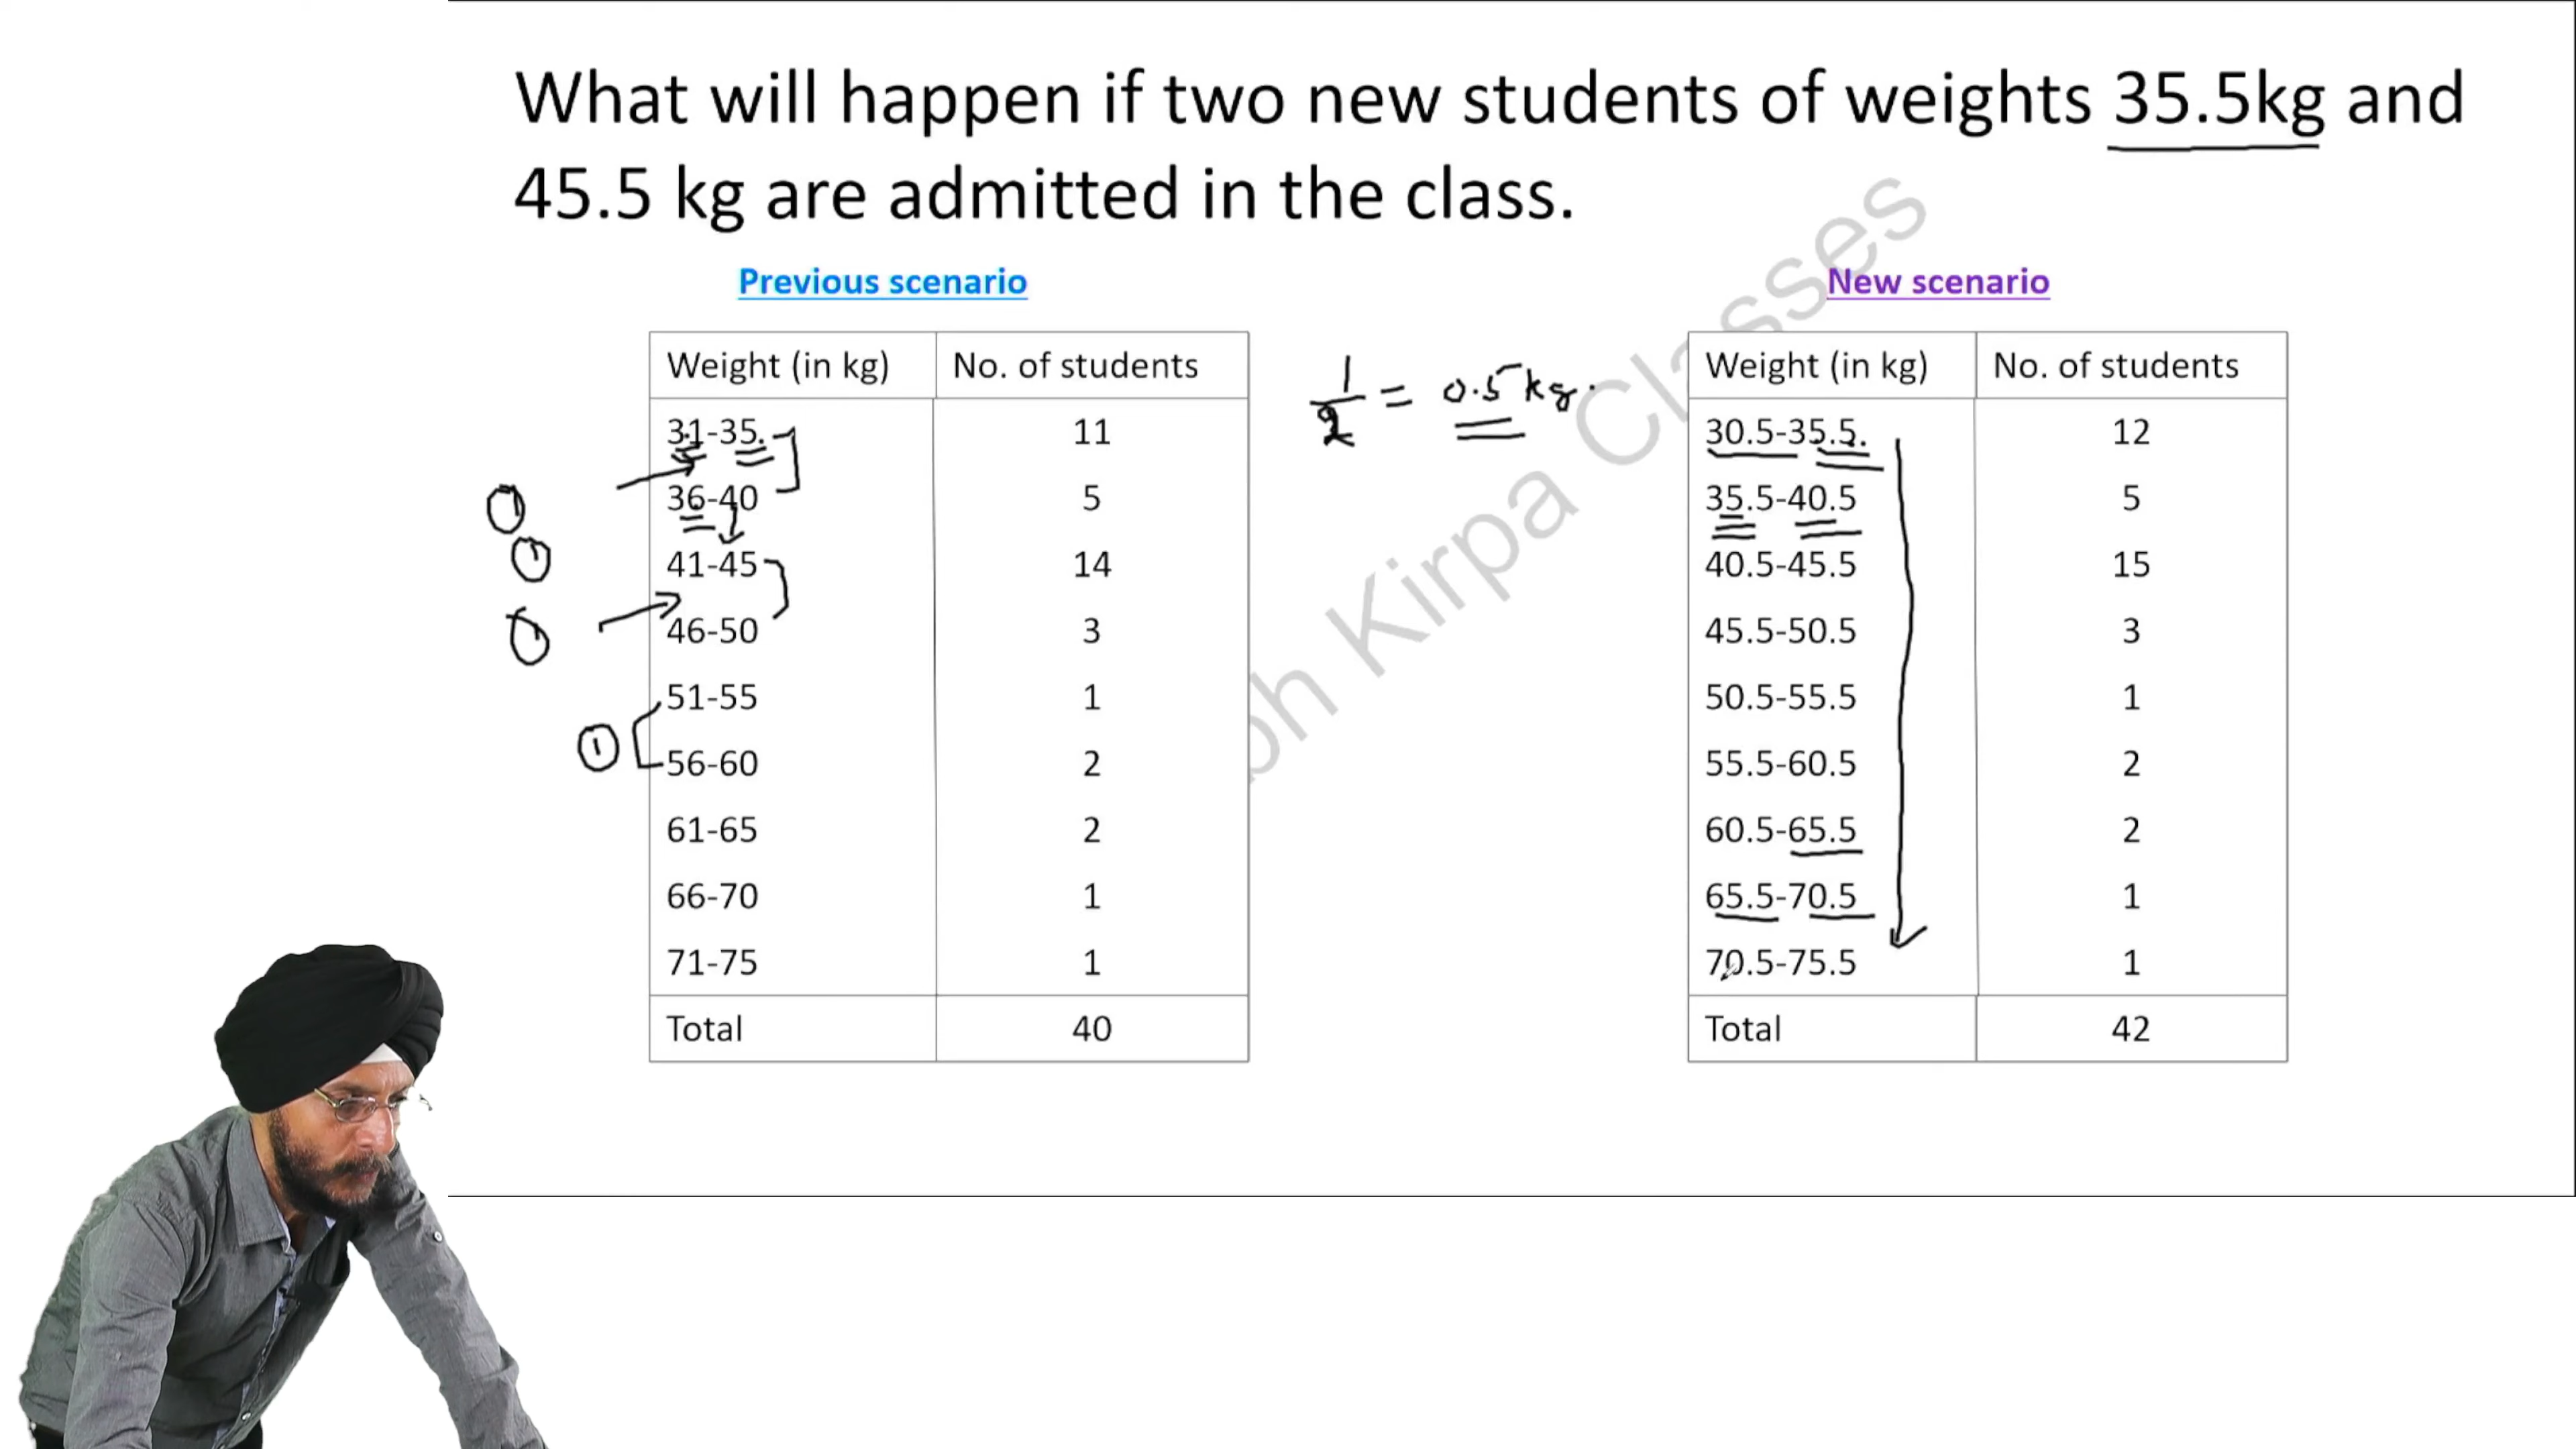 What will happen if two new students of weights 35.5kg and
45.5 kg are admitted in the class.
Previous scenario
Weight (in kg) No. of students
31-35 11
36-40 5
41-45 14
46-50 3
51-55 1
56-60 2
61-65 2
66-70 1
71-75 1
Total 40
1
1/2 = 0.5 kg.
New scenario
Weight (in kg) No. of students
30.5-35.5 12
35.5-40.5 5
40.5-45.5 15
45.5-50.5 3
50.5-55.5 1
55.5-60.5 2
60.5-65.5 2
65.5-70.5 1
70.5-75.5 1
Total 42
Kirpa Classes